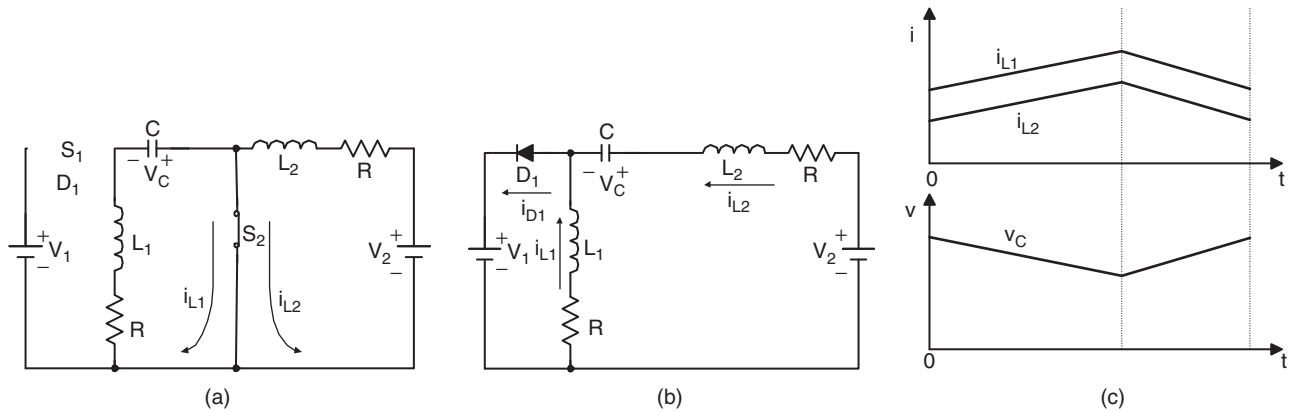 S1
D1
C
− +
VC
L2
R
L1
R
S2
+
V1
−
+
V2
−
iL1
iL2
(a)
C
− +
D1
VC
L2
R
iD1
iL2
+
V1
−
iL1
L1
R
+
V2
−
(b)
i
iL1
iL2
0
t
v
vC
0
t
(c)